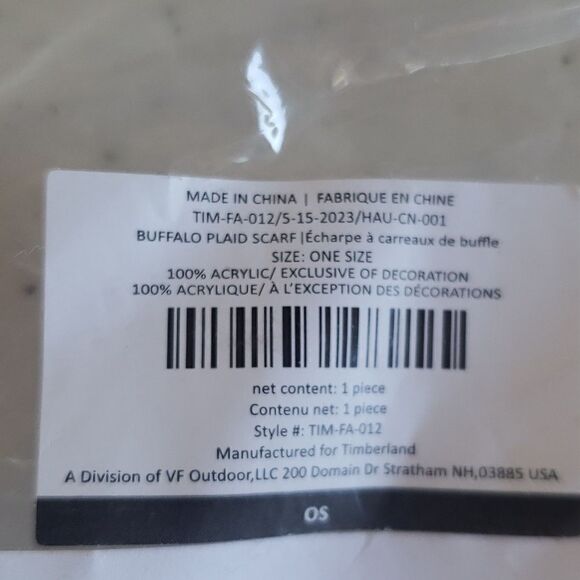 MADE IN CHINA | FABRIQUE EN CHINE
TIM-FA-012/5-15-2023/HAU-CN-001
BUFFALO PLAID SCARF |Écharpe à carreaux de buffle
SIZE: ONE SIZE
100% ACRYLIC/ EXCLUSIVE OF DECORATION
100% ACRYLIQUE/ À L'EXCEPTION DES DÉCORATIONS
net content: 1 piece
Contenu net: 1 piece
Style #: TIM-FA-012
Manufactured for Timberland
A Division of VF Outdoor,LLC 200 Domain Dr Stratham NH,03885 USA
OS